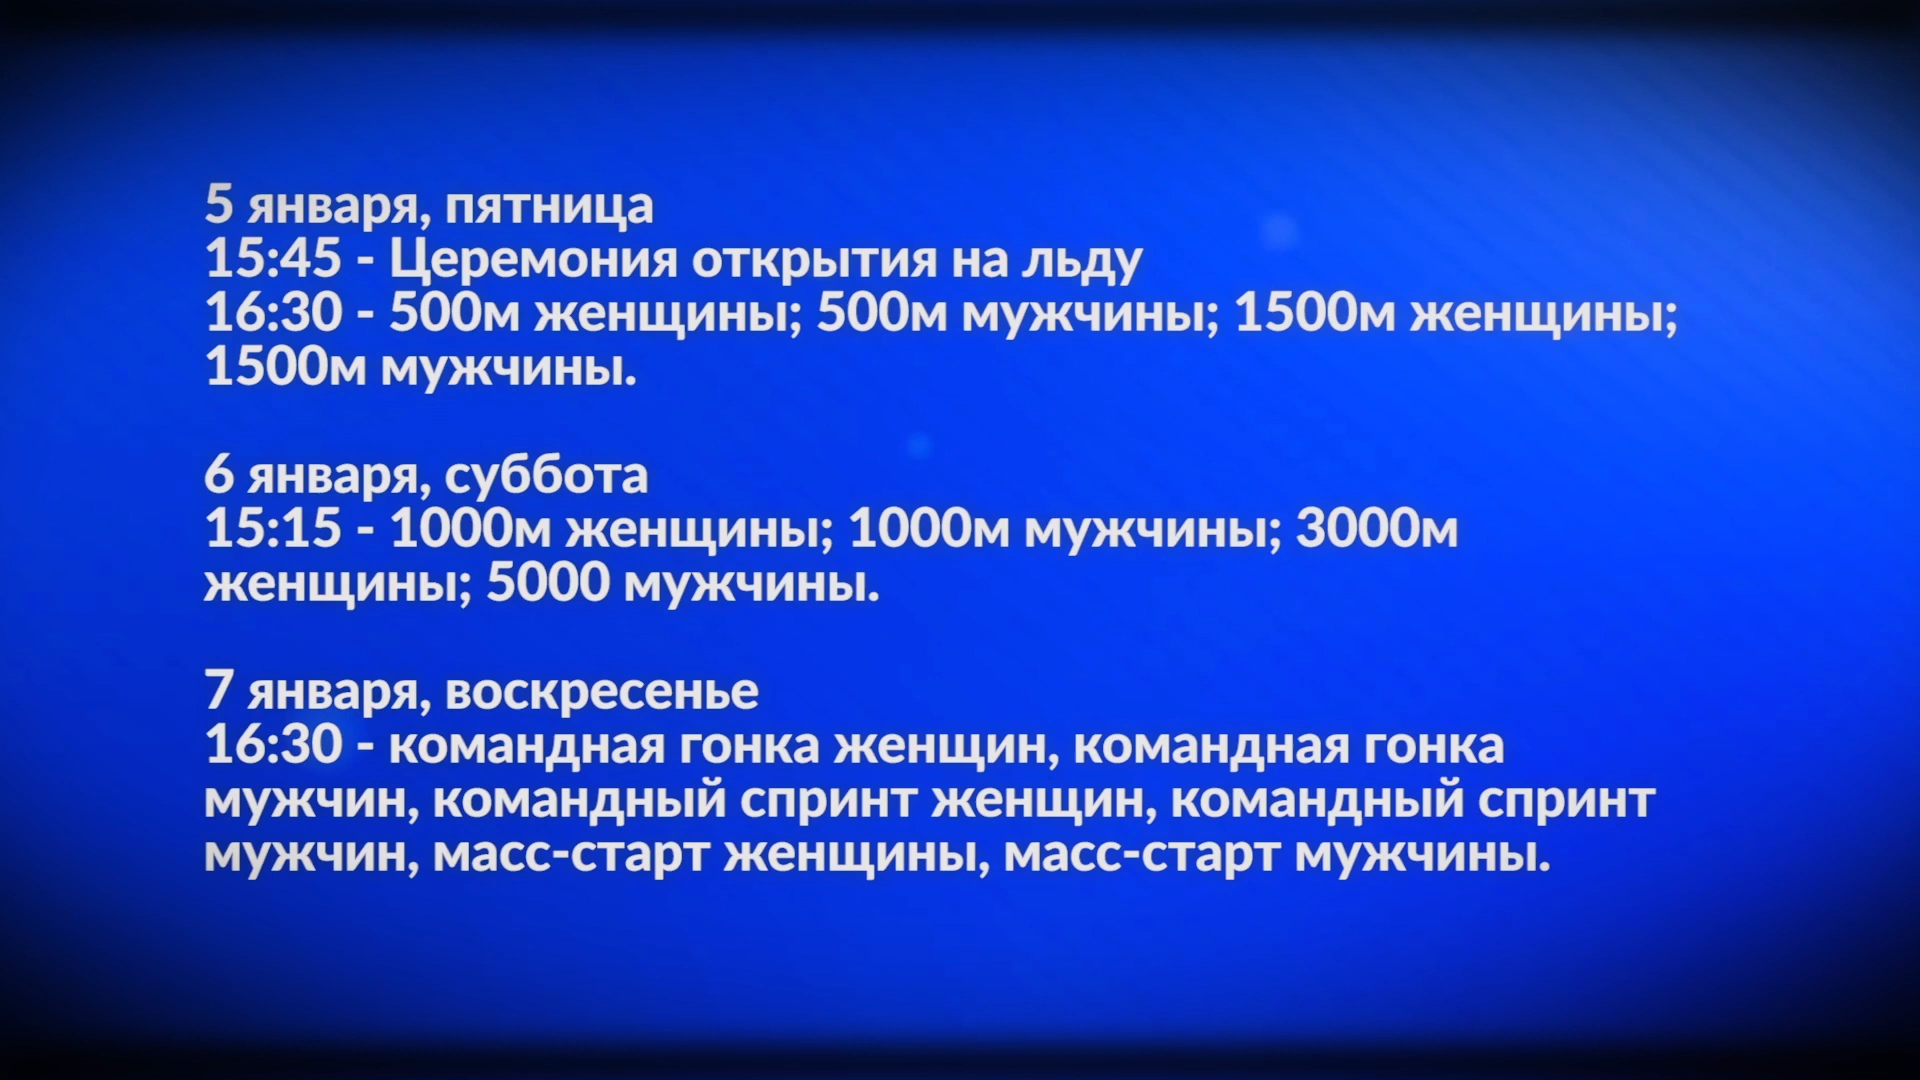 5 января, пятница
15:45 - Церемония открытия на льду
16:30 - 500м женщины; 500м мужчины; 1500м женщины;
1500м мужчины.
6 января, суббота
15:15 - 1000м женщины; 1000м мужчины; 3000м
женщины; 5000 мужчины.
7 января, воскресенье
16:30 - командная гонка женщин, командная гонка
мужчин, командный спринт женщин, командный спринт
мужчин, масс-старт женщины, масс-старт мужчины.